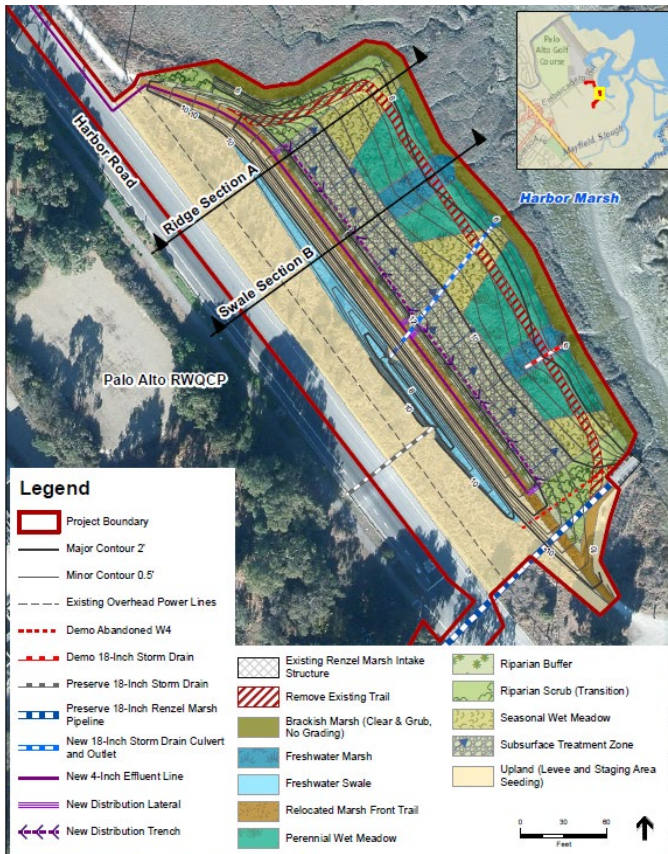 Palo Alto Golf Course
Embarcadero
Mayfield Slough
Harbor Marsh
Harbor Road
Ridge Section A
Swale Section B
Palo Alto RWQCP
Legend
Project Boundary
Major Contour 2'
Minor Contour 0.5'
Existing Overhead Power Lines
Demo Abandoned W4
Demo 18-Inch Storm Drain
Preserve 18-Inch Storm Drain
Preserve 18-Inch Renzel Marsh
Pipeline
New 18-Inch Storm Drain Culvert
and Outlet
New 4-Inch Effluent Line
New Distribution Lateral
New Distribution Trench
Existing Renzel Marsh Intake
Structure
Remove Existing Trail
Brackish Marsh (Clear & Grub,
No Grading)
Freshwater Marsh
Freshwater Swale
Relocated Marsh Front Trail
Perennial Wet Meadow
Riparian Buffer
Riparian Scrub (Transition)
Seasonal Wet Meadow
Subsurface Treatment Zone
Upland (Levee and Staging Area
Seeding)
0 30 60
Feet